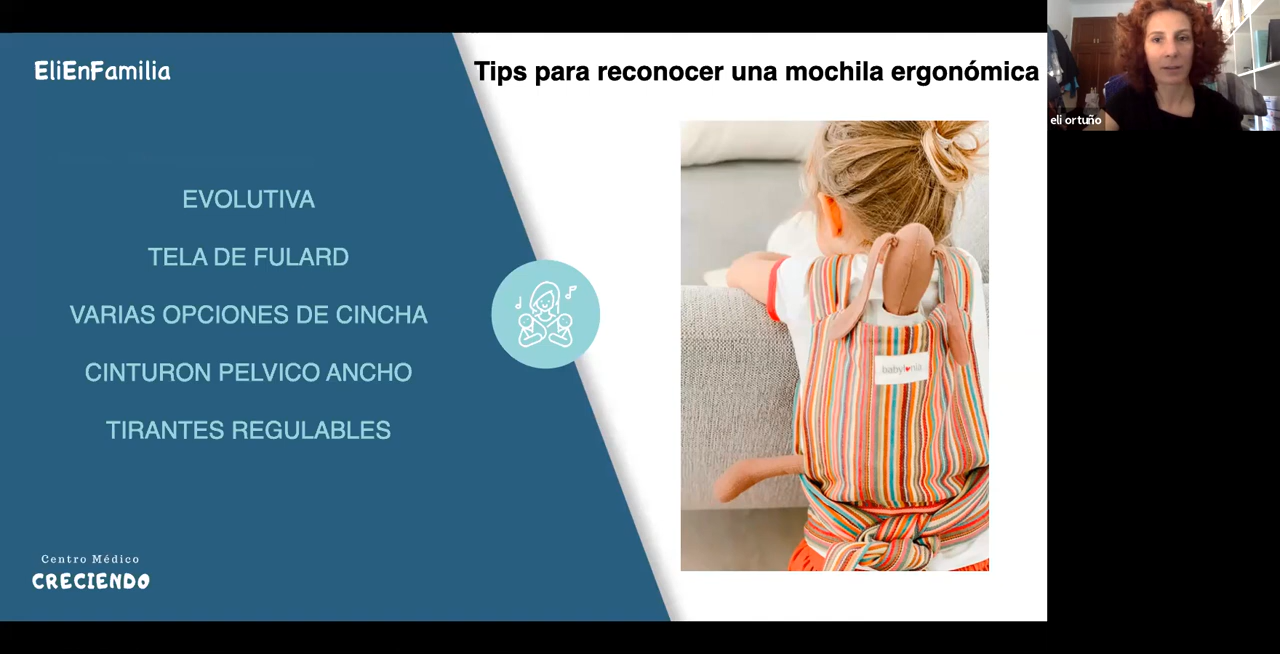 EliEnFamilia
Tips para reconocer una mochila ergonómica
eli ortuño
EVOLUTIVA
TELA DE FULARD
VARIAS OPCIONES DE CINCHA
CINTURON PELVICO ANCHO
TIRANTES REGULABLES
babylonia
Centro Médico
CRECIENDO